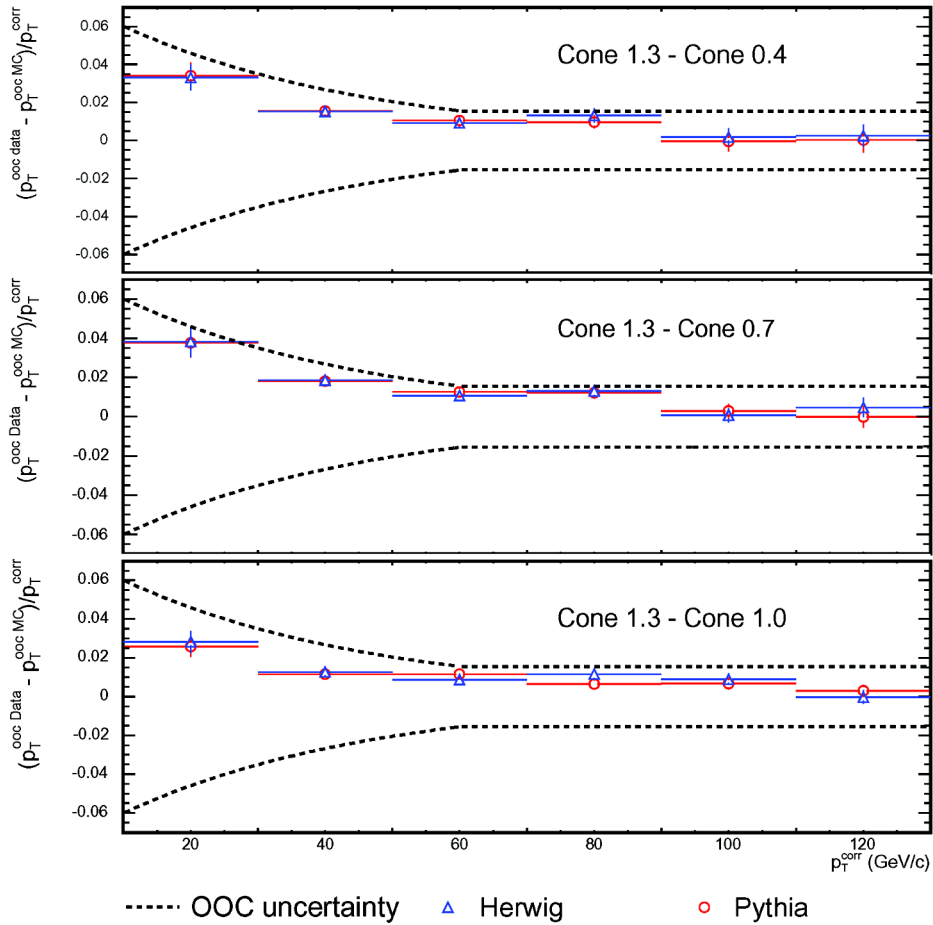 (p_T^ooc data - p_T^ooc MC)/p_T^corr
0.06
0.04
0.02
0
-0.02
-0.04
-0.06
Cone 1.3 - Cone 0.4
(p_T^ooc Data - p_T^ooc MC)/p_T^corr
0.06
0.04
0.02
0
-0.02
-0.04
-0.06
Cone 1.3 - Cone 0.7
(p_T^ooc Data - p_T^ooc MC)/p_T^corr
0.06
0.04
0.02
0
-0.02
-0.04
-0.06
Cone 1.3 - Cone 1.0
20 40 60 80 100 120
p_T^corr (GeV/c)
OOC uncertainty Herwig Pythia